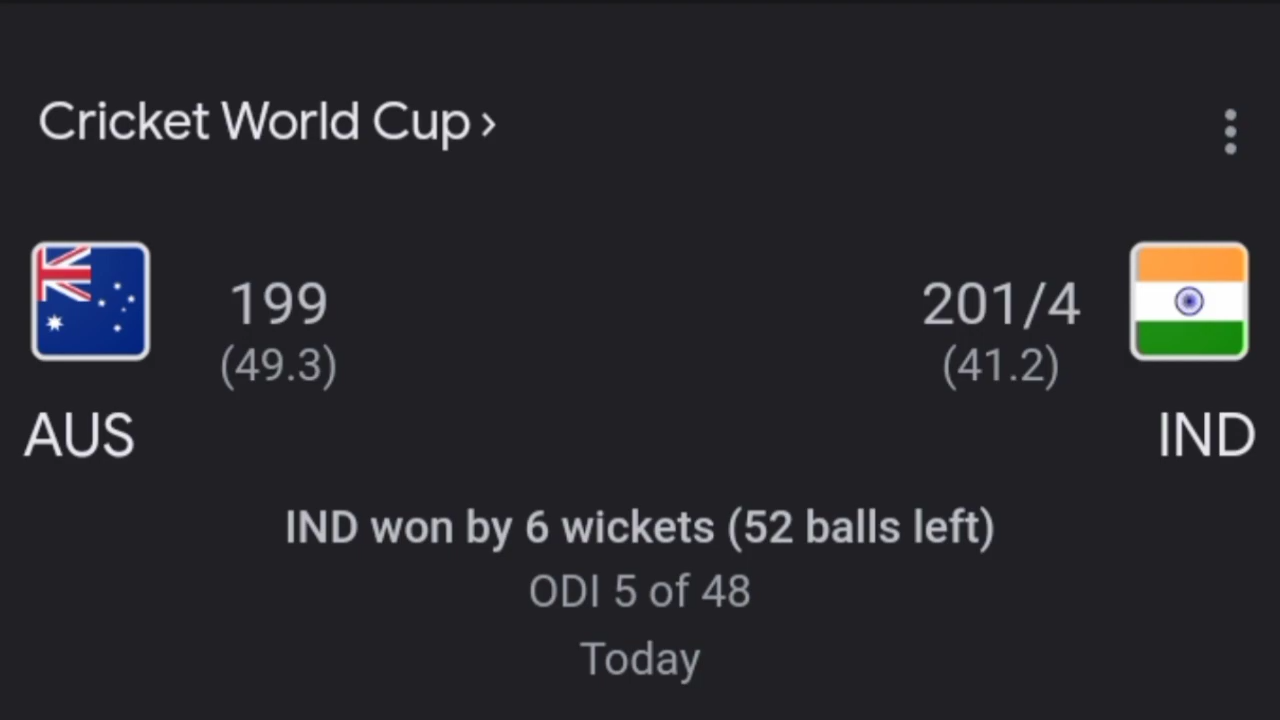 Cricket World Cup ›
199
(49.3)
AUS
201/4
(41.2)
IND
IND won by 6 wickets (52 balls left)
ODI 5 of 48
Today